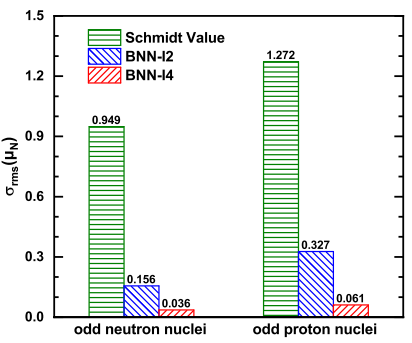 σrms(μN)
1.5
1.2
0.9
0.6
0.3
0.0
Schmidt Value
BNN-I2
BNN-I4
0.949
0.156
0.036
1.272
0.327
0.061
odd neutron nuclei
odd proton nuclei